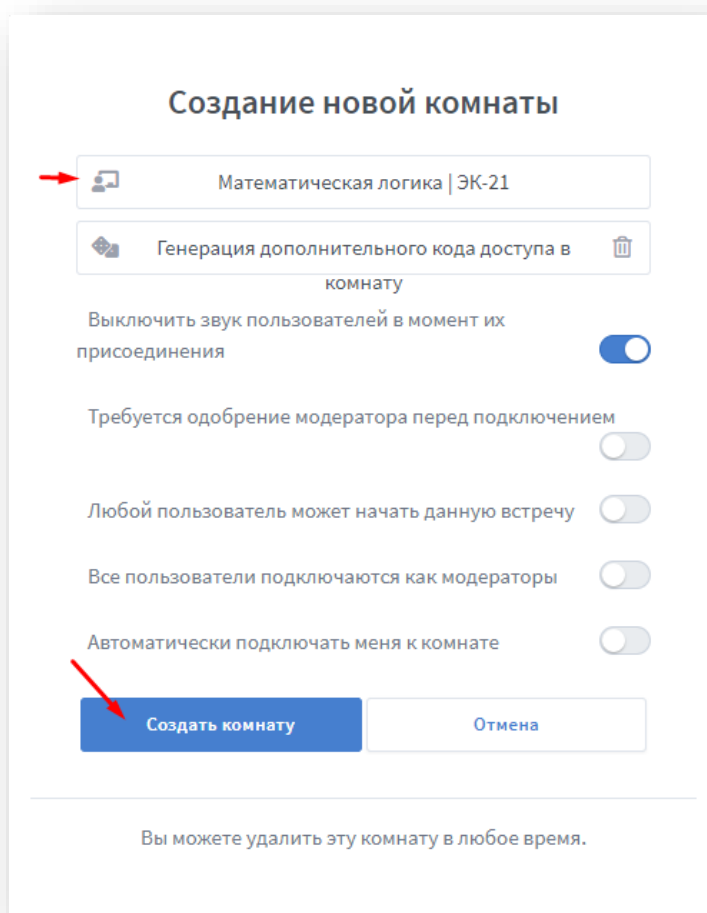 Создание новой комнаты
Математическая логика | ЭК-21
Генерация дополнительного кода доступа в
комнату
Выключить звук пользователей в момент их
присоединения
Требуется одобрение модератора перед подключением
Любой пользователь может начать данную встречу
Все пользователи подключаются как модераторы
Автоматически подключать меня к комнате
Создать комнату
Отмена
Вы можете удалить эту комнату в любое время.